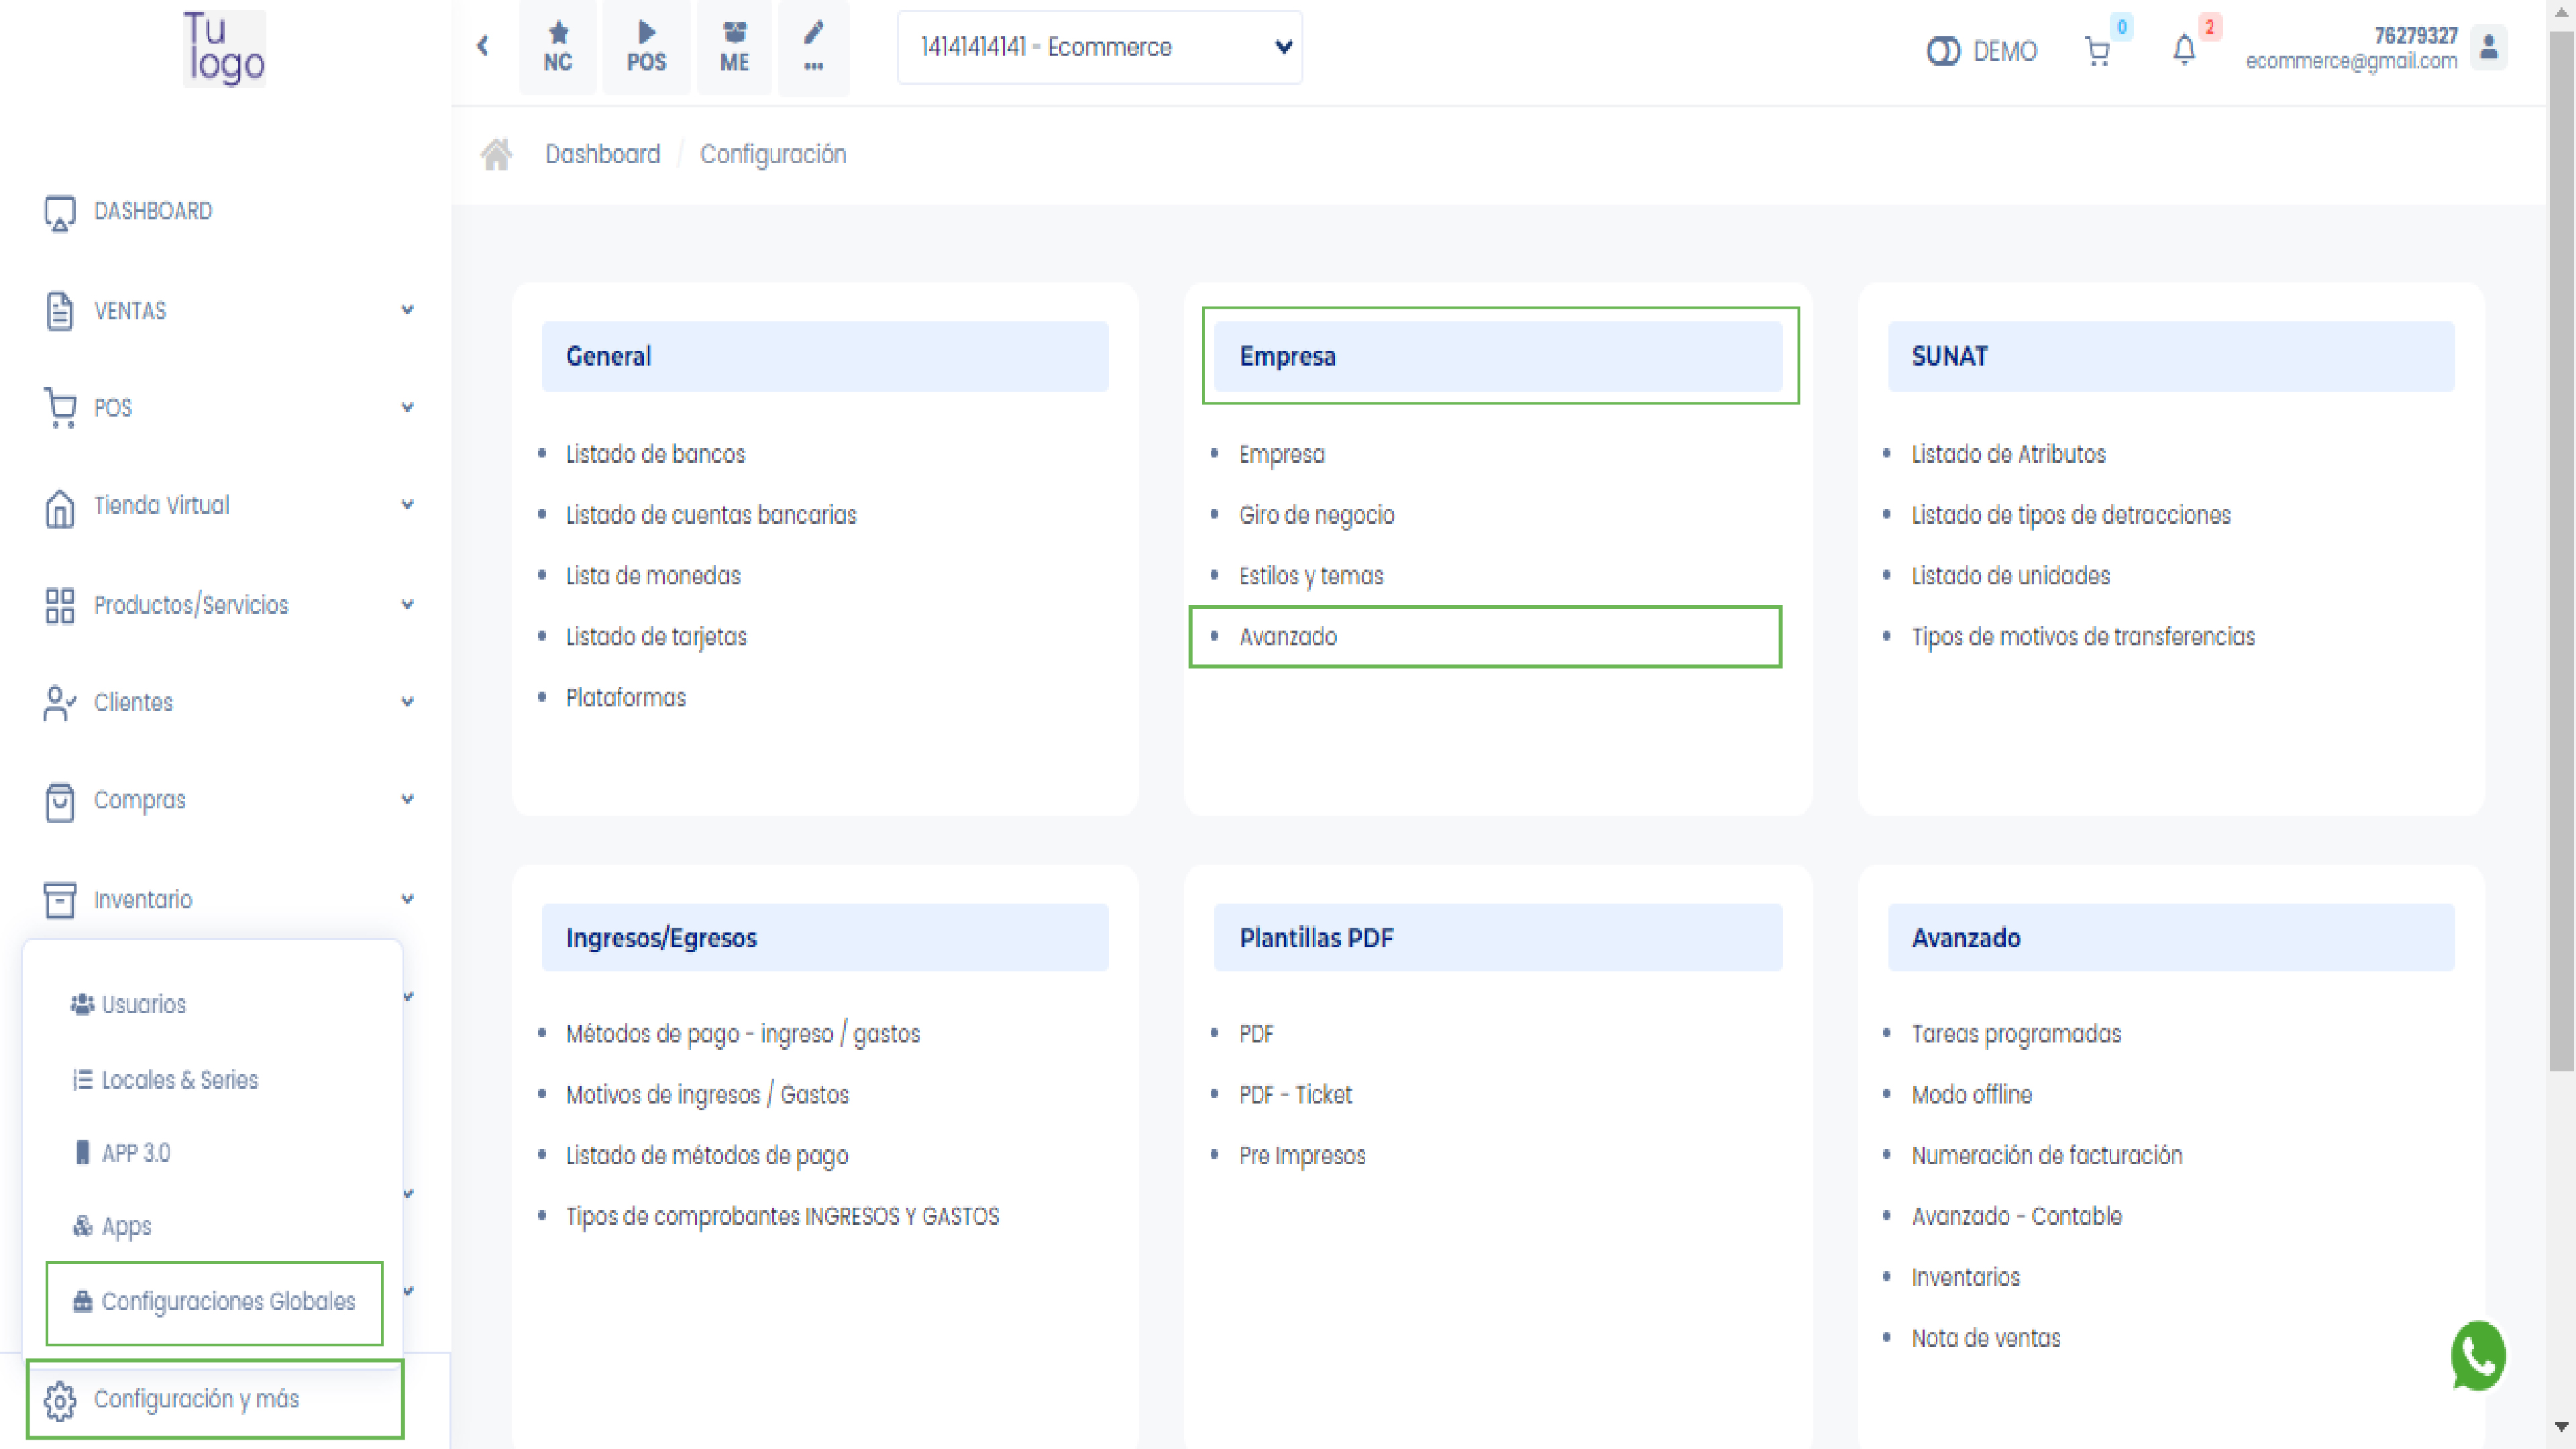 Tu
logo
NC
POS
ME
...
14141414141 - Ecommerce
DEMO
0
2
76279327
ecommerce@gmail.com
Dashboard / Configuración
DASHBOARD
VENTAS
POS
Tienda Virtual
Productos/Servicios
Clientes
Compras
Inventario
Usuarios
Locales & Series
APP 3.0
Apps
Configuraciones Globales
Configuración y más
General
Listado de bancos
Listado de cuentas bancarias
Lista de monedas
Listado de tarjetas
Plataformas
Empresa
Empresa
Giro de negocio
Estilos y temas
Avanzado
SUNAT
Listado de Atributos
Listado de tipos de detracciones
Listado de unidades
Tipos de motivos de transferencias
Ingresos/Egresos
Métodos de pago - ingreso / gastos
Motivos de ingresos / Gastos
Listado de métodos de pago
Tipos de comprobantes INGRESOS Y GASTOS
Plantillas PDF
PDF
PDF - Ticket
Pre Impresos
Avanzado
Tareas programadas
Modo offline
Numeración de facturación
Avanzado - Contable
Inventarios
Nota de ventas